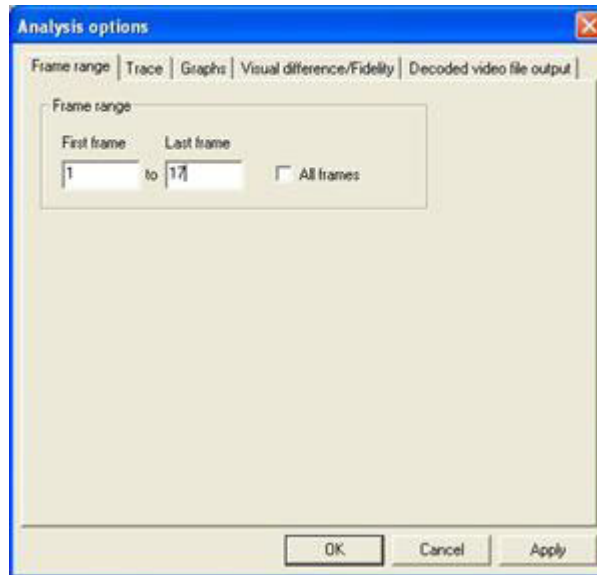 Analysis options
Frame range Trace Graphs Visual difference/Fidelity Decoded video file output
Frame range
First frame Last frame
1 to 17 All frames
OK Cancel Apply